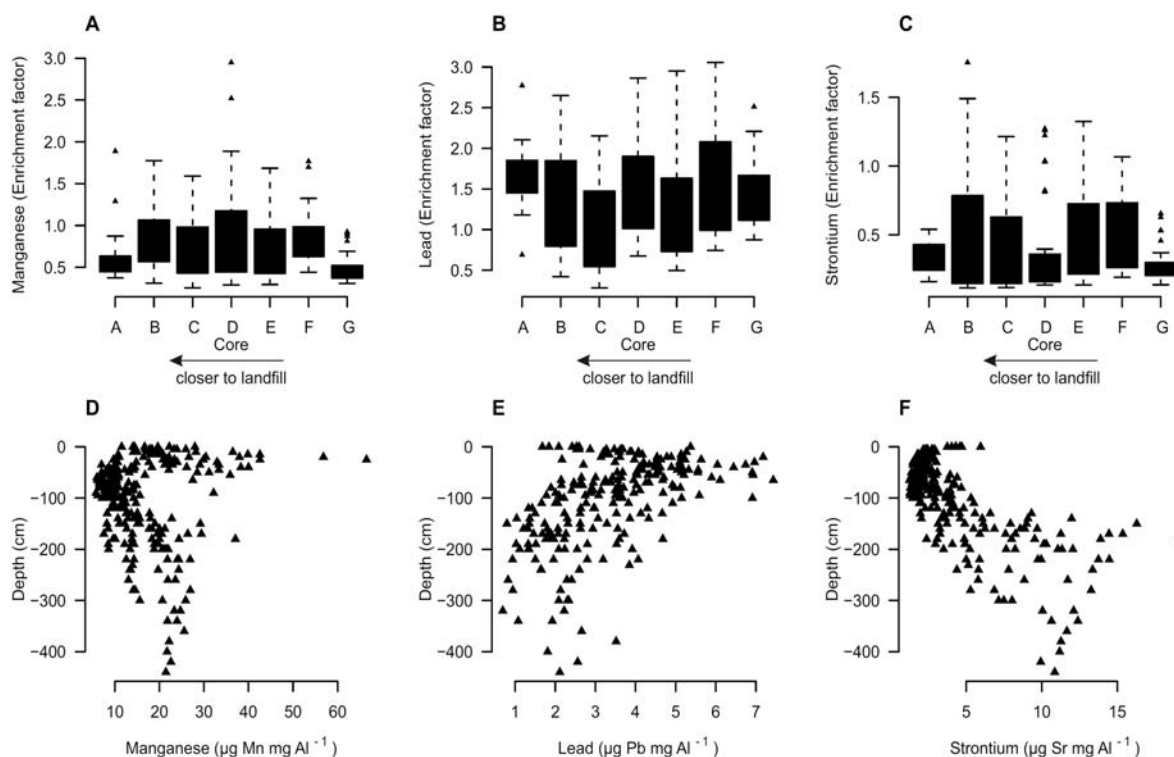 A
Manganese (Enrichment factor)
3.0
2.5
2.0
1.5
1.0
0.5
A B C D E F G
Core
closer to landfill
B
Lead (Enrichment factor)
3.0
2.5
2.0
1.5
1.0
0.5
A B C D E F G
Core
closer to landfill
C
Strontium (Enrichment factor)
1.5
1.0
0.5
A B C D E F G
Core
closer to landfill
D
Depth (cm)
0
−100
−200
−300
−400
10 20 30 40 50 60
Manganese (µg Mn mg Al ⁻¹)
E
Depth (cm)
0
−100
−200
−300
−400
1 2 3 4 5 6 7
Lead (µg Pb mg Al ⁻¹)
F
Depth (cm)
0
−100
−200
−300
−400
5 10 15
Strontium (µg Sr mg Al ⁻¹)